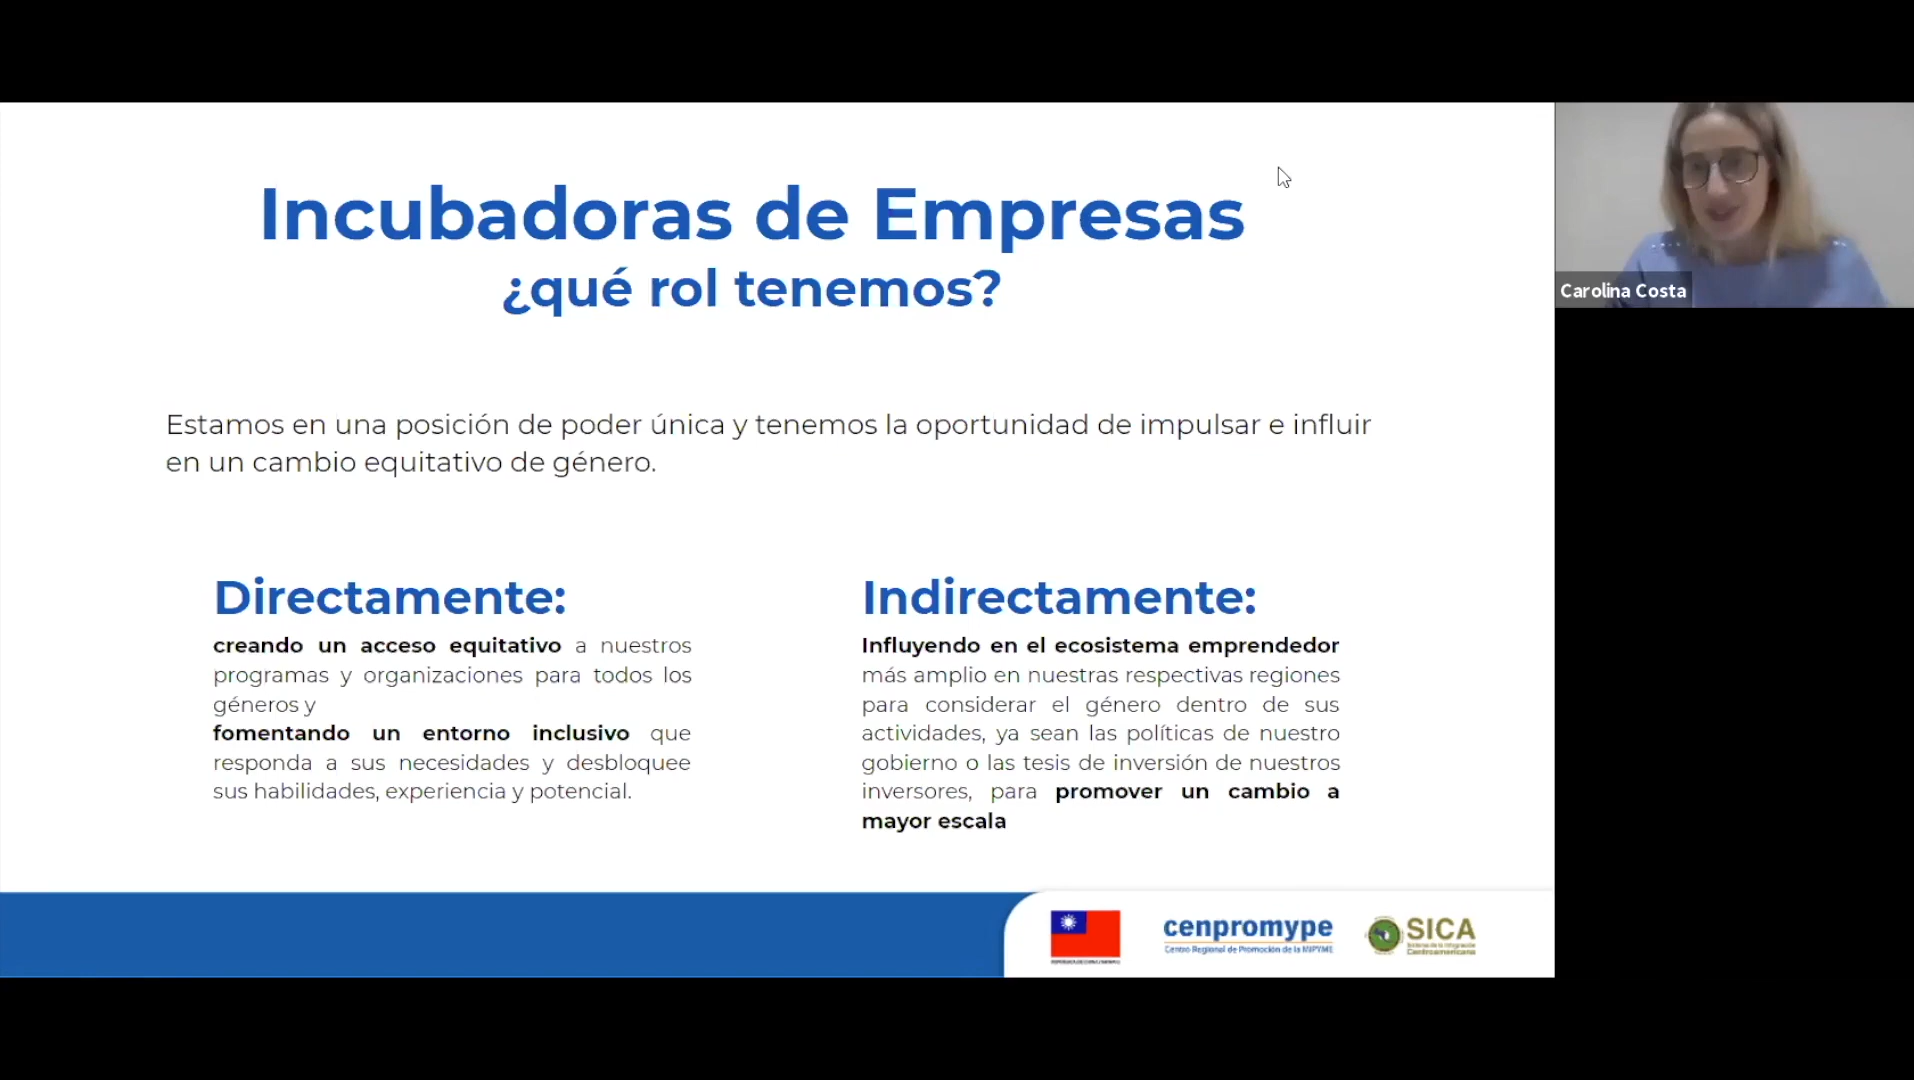 Incubadoras de Empresas
¿qué rol tenemos?
Carolina Costa
Estamos en una posición de poder única y tenemos la oportunidad de impulsar e influir
en un cambio equitativo de género.
Directamente:
creando un acceso equitativo a nuestros
programas y organizaciones para todos los
géneros y
fomentando un entorno inclusivo que
responda a sus necesidades y desbloquee
sus habilidades, experiencia y potencial.
Indirectamente:
Influyendo en el ecosistema emprendedor
más amplio en nuestras respectivas regiones
para considerar el género dentro de sus
actividades, ya sean las políticas de nuestro
gobierno o las tesis de inversión de nuestros
inversores, para promover un cambio a
mayor escala
cenpromype
Centro Regional de Promoción de la MIPYME
SICA
Sistema de la Integración
Centroamericana